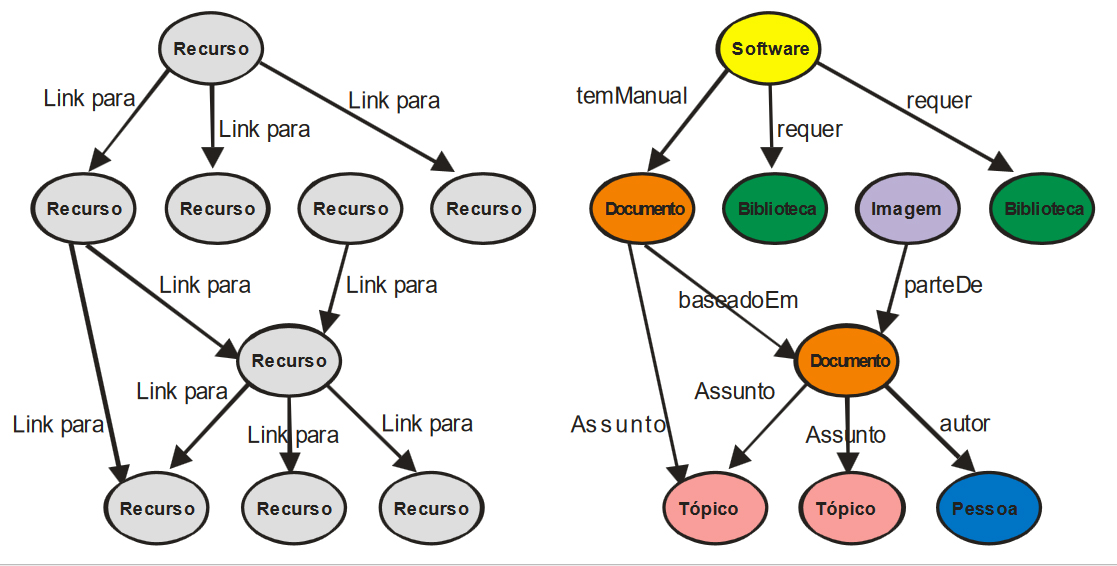 Recurso
Link para
Link para
Link para
Recurso
Recurso
Recurso
Recurso
Link para
Link para
Recurso
Link para
Link para
Link para
Link para
Recurso
Recurso
Recurso
Software
temManual
requer
requer
Documento
Biblioteca
Imagem
Biblioteca
baseadoEm
parteDe
Documento
Assunto
Assunto
Assunto
autor
Tópico
Tópico
Pessoa